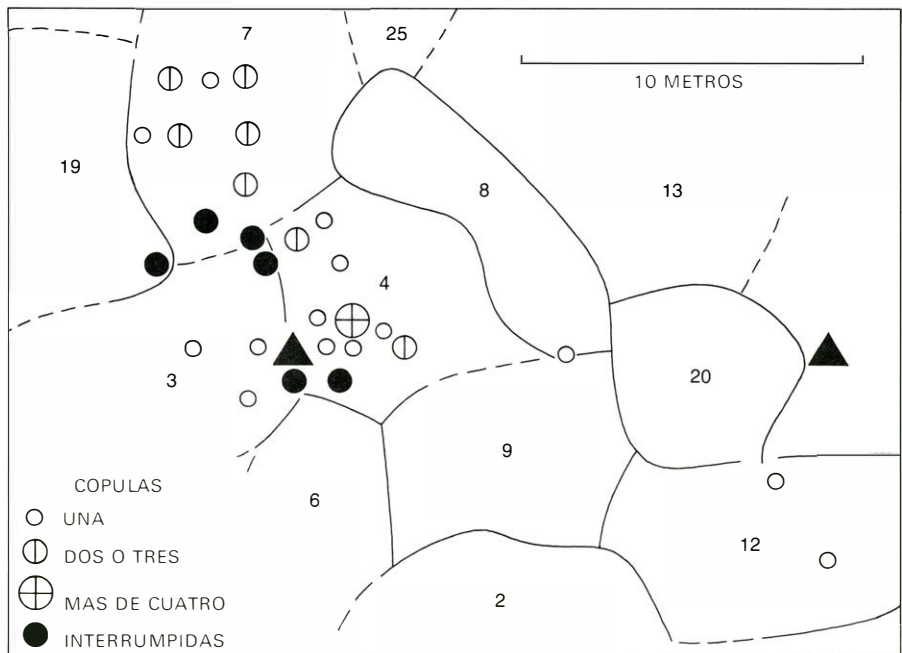 7
25
10 METROS
19
8
13
4
3
20
9
6
12
2
COPULAS
UNA
DOS O TRES
MAS DE CUATRO
INTERRUMPIDAS